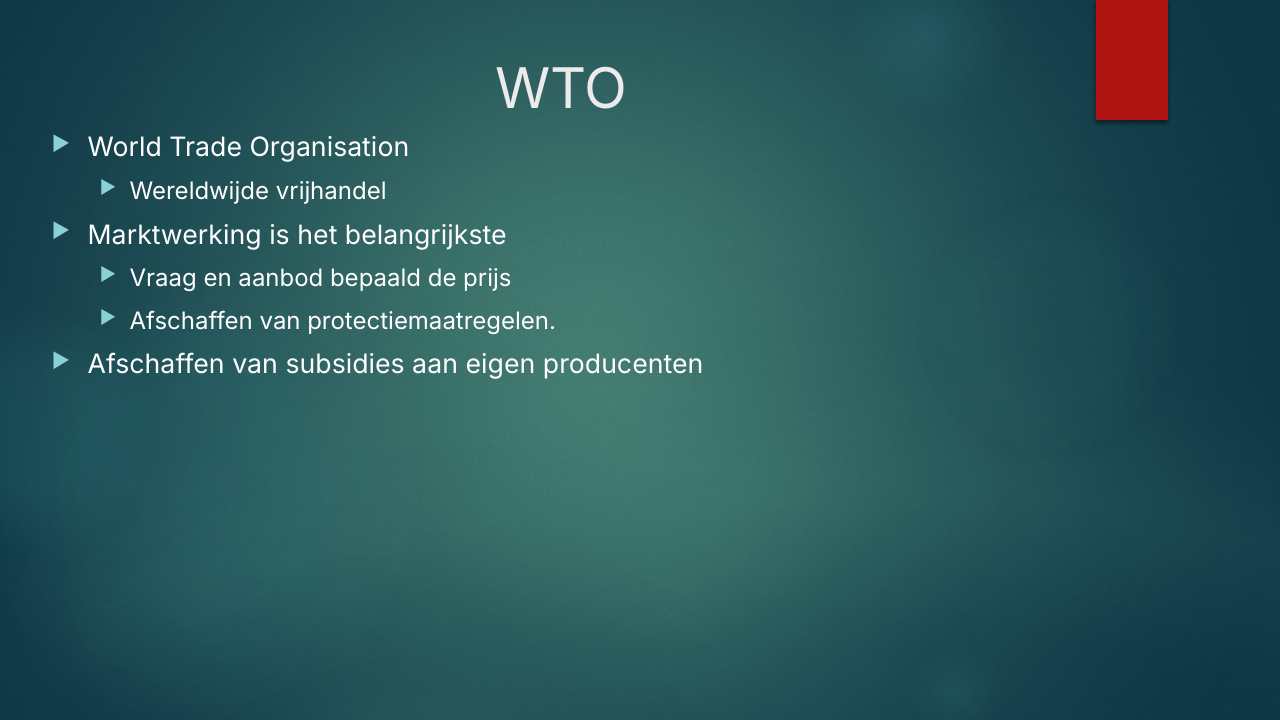 WTO
World Trade Organisation
Wereldwijde vrijhandel
Marktwerking is het belangrijkste
Vraag en aanbod bepaald de prijs
Afschaffen van protectiemaatregelen.
Afschaffen van subsidies aan eigen producenten